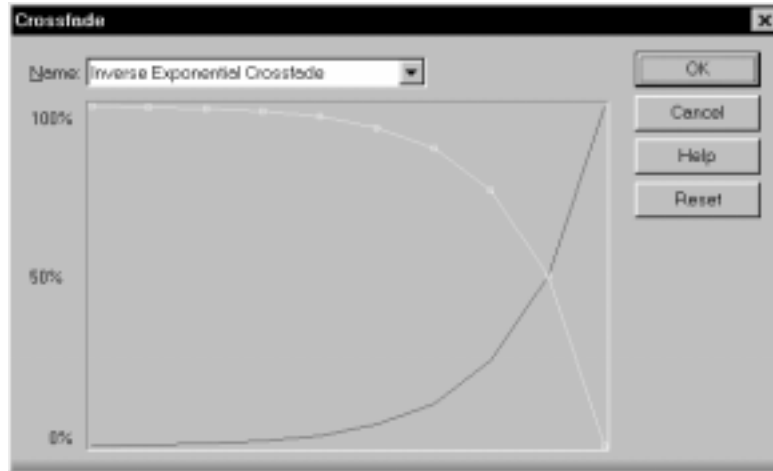 Crossfade
Name: Inverse Exponential Crossfade
OK
Cancel
Help
Reset
100%
50%
0%